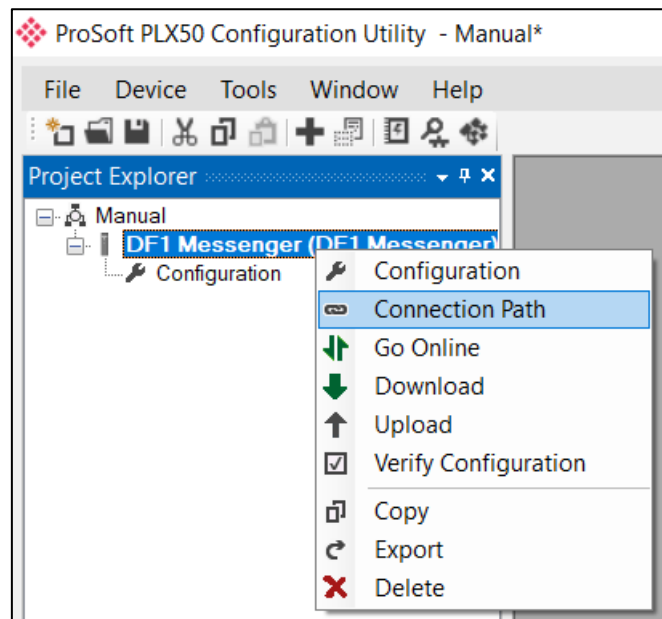 ProSoft PLX50 Configuration Utility - Manual*
File Device Tools Window Help
Project Explorer
Manual
DF1 Messenger (DF1 Messenger)
Configuration
Configuration
Connection Path
Go Online
Download
Upload
Verify Configuration
Copy
Export
Delete